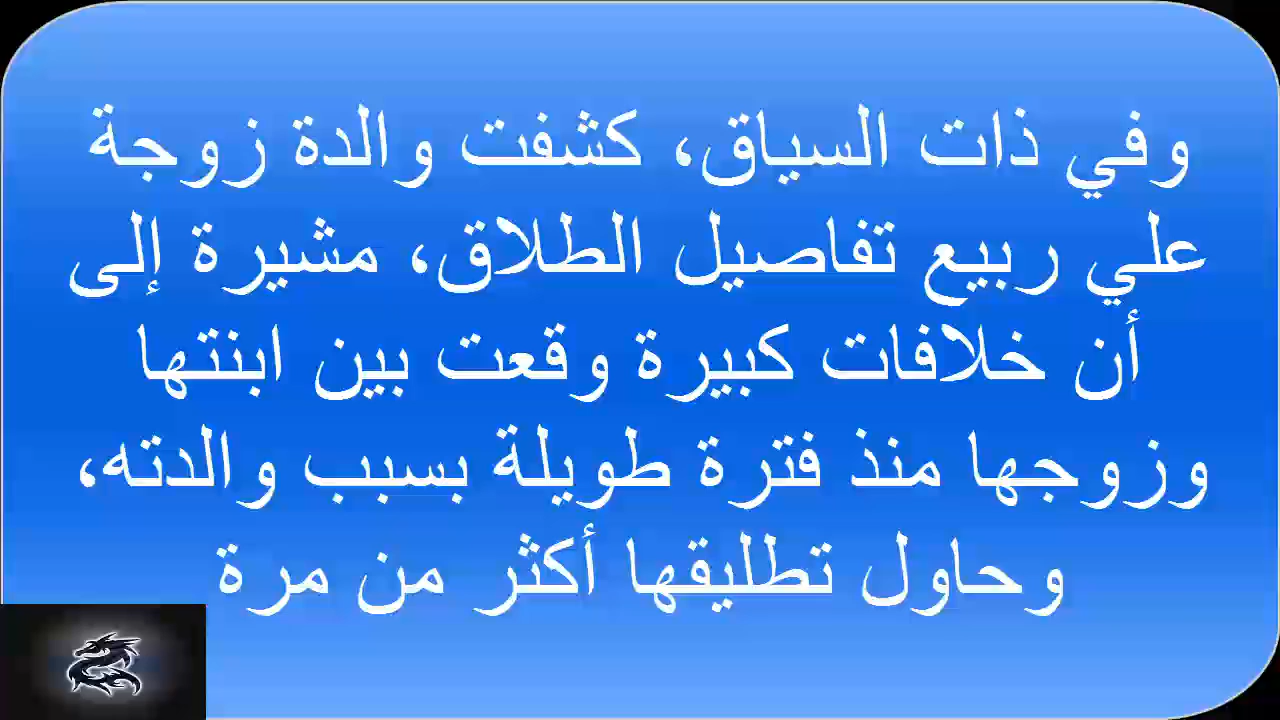 وفي ذات السياق، كشفت والدة زوجة
علي ربيع تفاصيل الطلاق، مشيرة إلى
أن خلافات كبيرة وقعت بين ابنتها
وزوجها منذ فترة طويلة بسبب والدته،
وحاول تطليقها أكثر من مرة